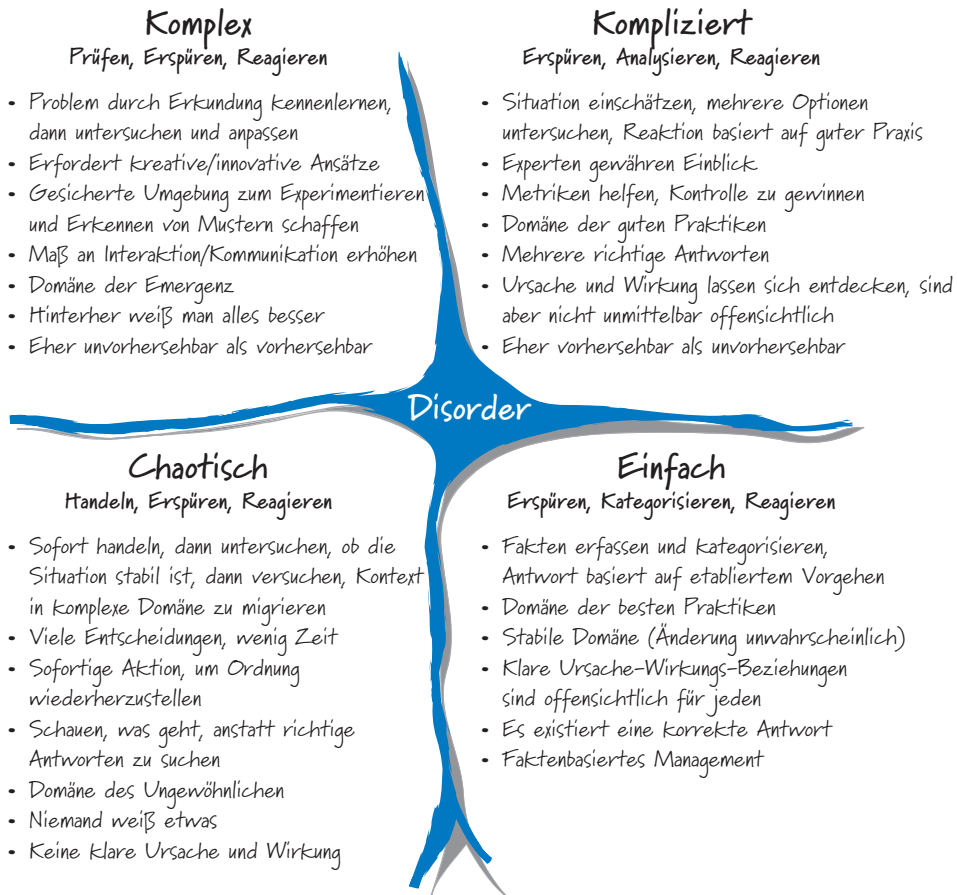 Komplex
Prüfen, Erspüren, Reagieren
• Problem durch Erkundung kennenlernen,
dann untersuchen und anpassen
• Erfordert kreative/innovative Ansätze
• Gesicherte Umgebung zum Experimentieren
und Erkennen von Mustern schaffen
• Maß an Interaktion/Kommunikation erhöhen
• Domäne der Emergenz
• Hinterher weiß man alles besser
• Eher unvorhersehbar als vorhersehbar
Kompliziert
Erspüren, Analysieren, Reagieren
• Situation einschätzen, mehrere Optionen
untersuchen, Reaktion basiert auf guter Praxis
• Experten gewähren Einblick
• Metriken helfen, Kontrolle zu gewinnen
• Domäne der guten Praktiken
• Mehrere richtige Antworten
• Ursache und Wirkung lassen sich entdecken, sind
aber nicht unmittelbar offensichtlich
• Eher vorhersehbar als unvorhersehbar
Disorder
Chaotisch
Handeln, Erspüren, Reagieren
• Sofort handeln, dann untersuchen, ob die
Situation stabil ist, dann versuchen, Kontext
in komplexe Domäne zu migrieren
• Viele Entscheidungen, wenig Zeit
• Sofortige Aktion, um Ordnung
wiederherzustellen
• Schauen, was geht, anstatt richtige
Antworten zu suchen
• Domäne des Ungewöhnlichen
• Niemand weiß etwas
• Keine klare Ursache und Wirkung
Einfach
Erspüren, Kategorisieren, Reagieren
• Fakten erfassen und kategorisieren,
Antwort basiert auf etabliertem Vorgehen
• Domäne der besten Praktiken
• Stabile Domäne (Änderung unwahrscheinlich)
• Klare Ursache-Wirkungs-Beziehungen
sind offensichtlich für jeden
• Es existiert eine korrekte Antwort
• Faktenbasiertes Management